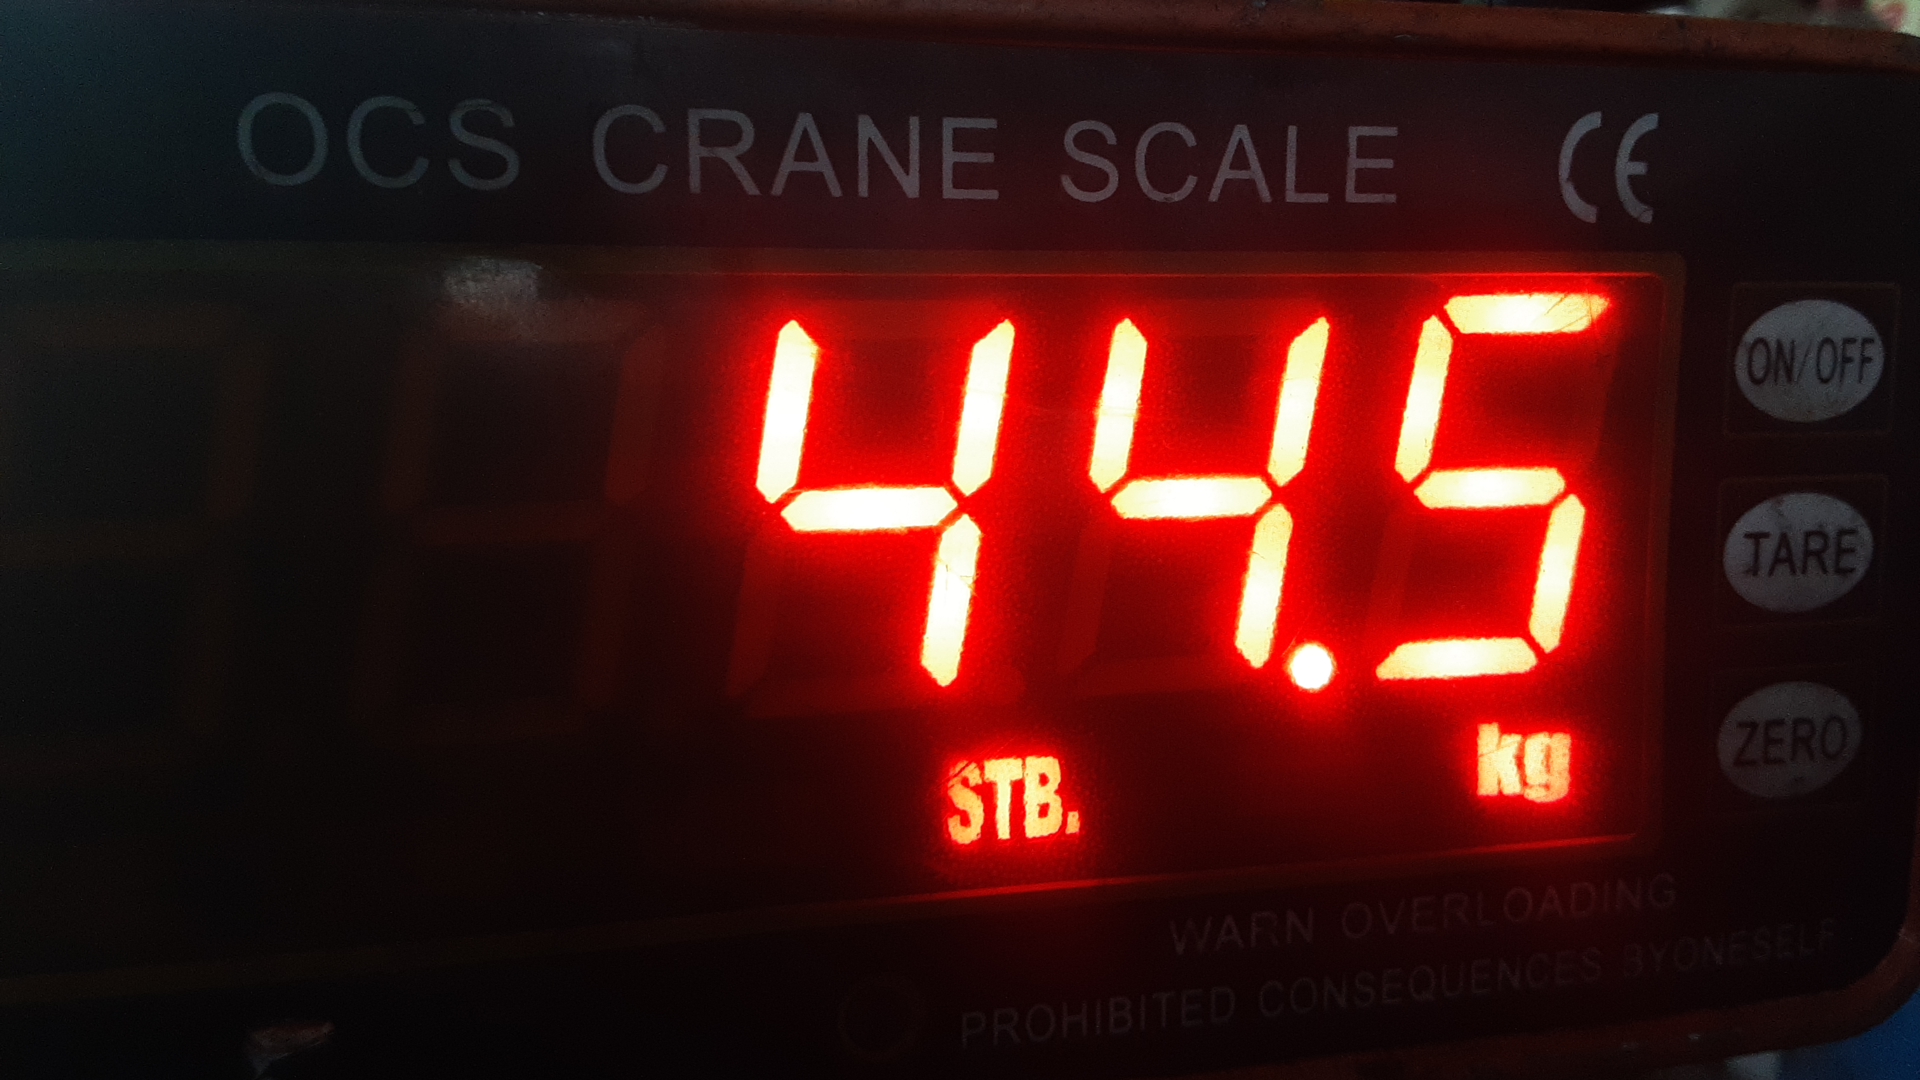 OCS CRANE SCALE CE
44.5
ON/OFF
TARE
ZERO
STB. kg
WARN OVERLOADING
PROHIBITED CONSEQUENCES BYONESELF